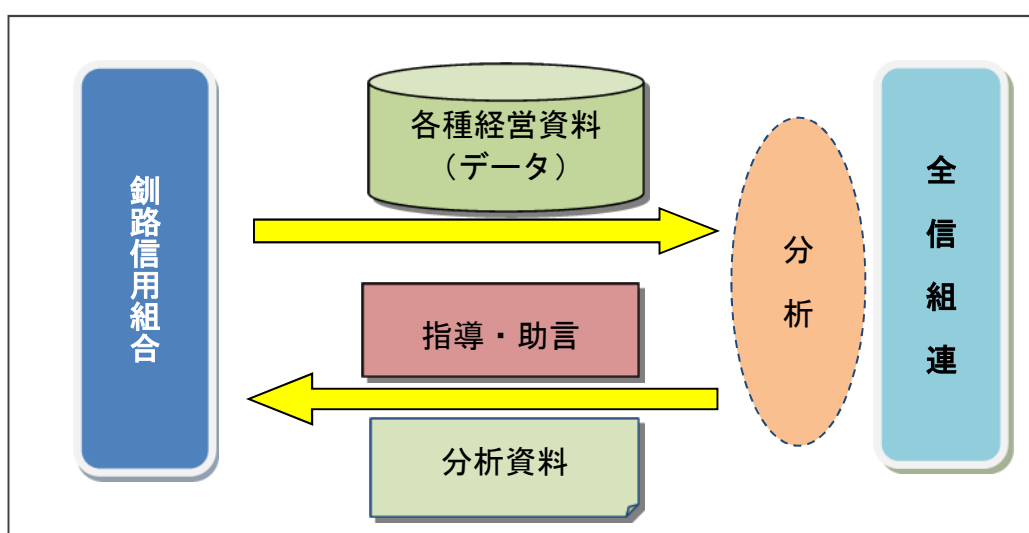 釧路信用組合
各種経営資料
（データ）
指導・助言
分析資料
分析
全信組連